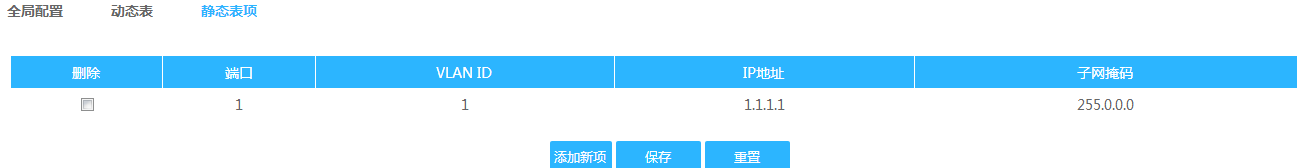 全局配置 动态表 静态表项
删除 端口 VLAN ID IP地址 子网掩码
1 1 1.1.1.1 255.0.0.0
添加新项 保存 重置